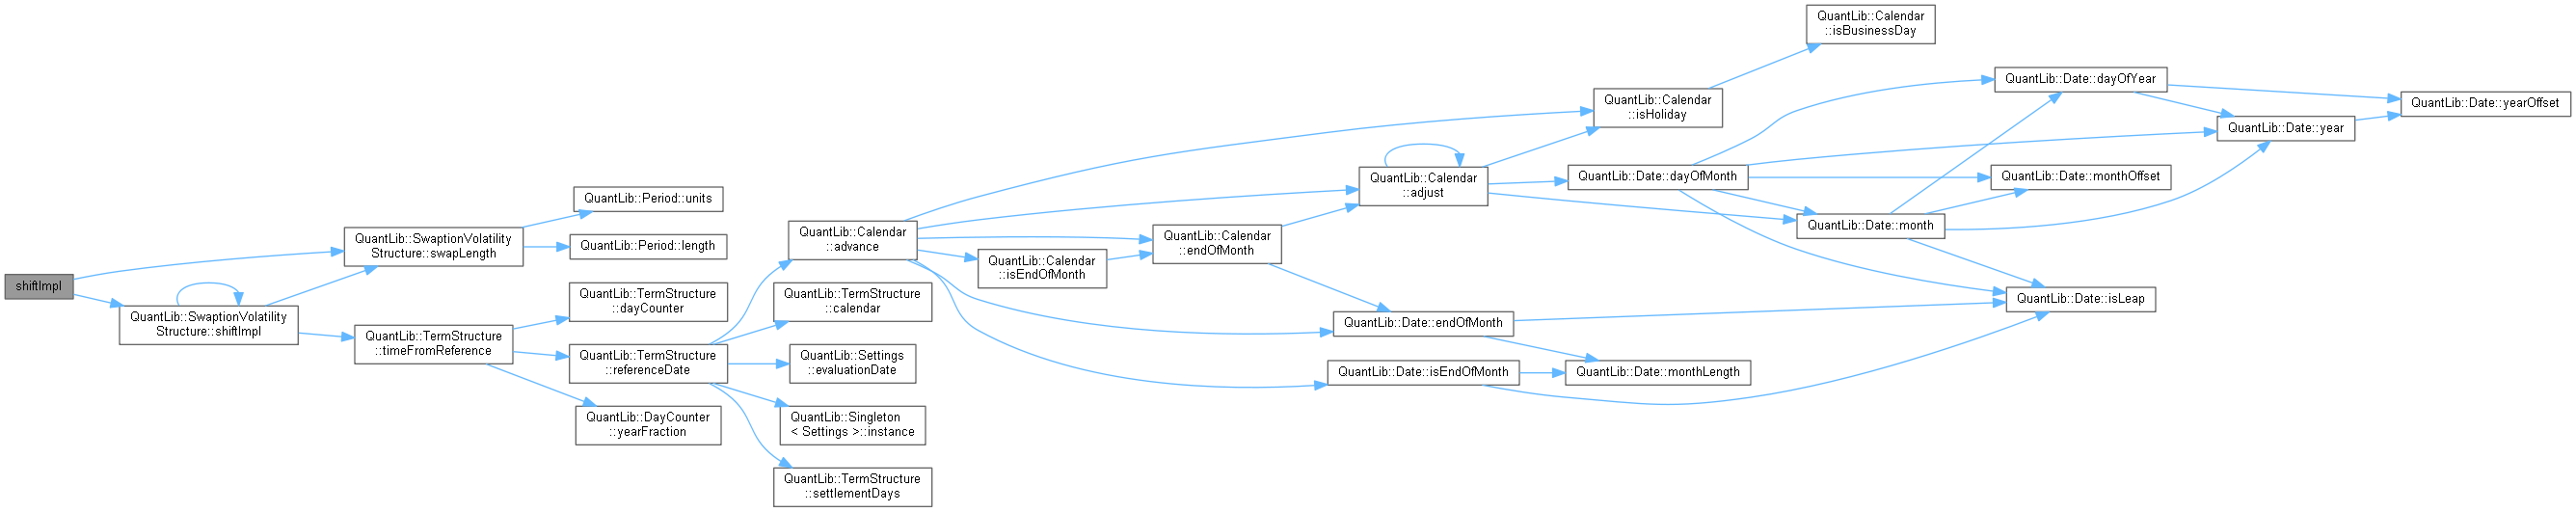 shiftImpl
QuantLib::SwaptionVolatility
Structure::swapLength
QuantLib::SwaptionVolatility
Structure::shiftImpl
QuantLib::Period::units
QuantLib::Period::length
QuantLib::TermStructure
::timeFromReference
QuantLib::TermStructure
::dayCounter
QuantLib::TermStructure
::referenceDate
QuantLib::DayCounter
::yearFraction
QuantLib::Calendar
::advance
QuantLib::TermStructure
::calendar
QuantLib::Settings
::evaluationDate
QuantLib::Singleton
< Settings >::instance
QuantLib::TermStructure
::settlementDays
QuantLib::Calendar
::isEndOfMonth
QuantLib::Calendar
::endOfMonth
QuantLib::Calendar
::adjust
QuantLib::Date::endOfMonth
QuantLib::Date::isEndOfMonth
QuantLib::Calendar
::isHoliday
QuantLib::Date::dayOfMonth
QuantLib::Date::monthLength
QuantLib::Calendar
::isBusinessDay
QuantLib::Date::month
QuantLib::Date::dayOfYear
QuantLib::Date::monthOffset
QuantLib::Date::isLeap
QuantLib::Date::year
QuantLib::Date::yearOffset